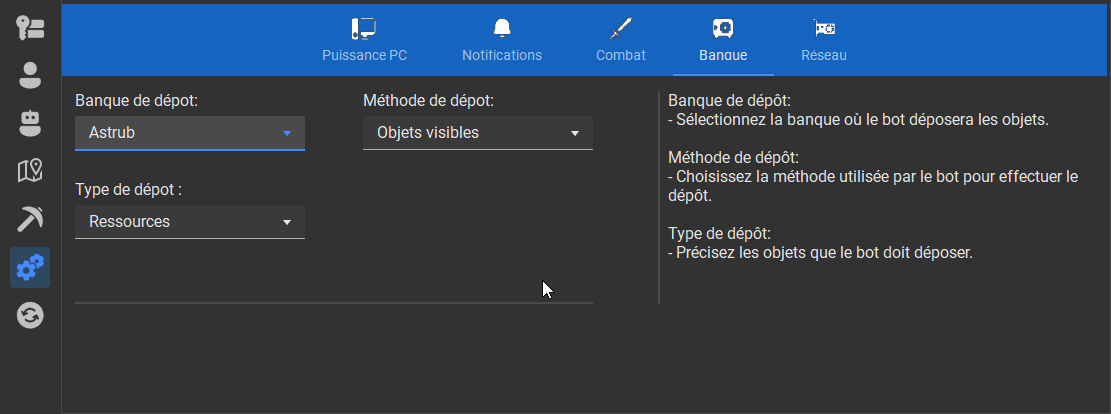 Puissance PC
Notifications
Combat
Banque
Réseau
Banque de dépot:
Astrub
Méthode de dépot:
Objets visibles
Type de dépot :
Ressources
Banque de dépôt:
- Sélectionnez la banque où le bot déposera les objets.
Méthode de dépôt:
- Choisissez la méthode utilisée par le bot pour effectuer le
dépôt.
Type de dépôt:
- Précisez les objets que le bot doit déposer.